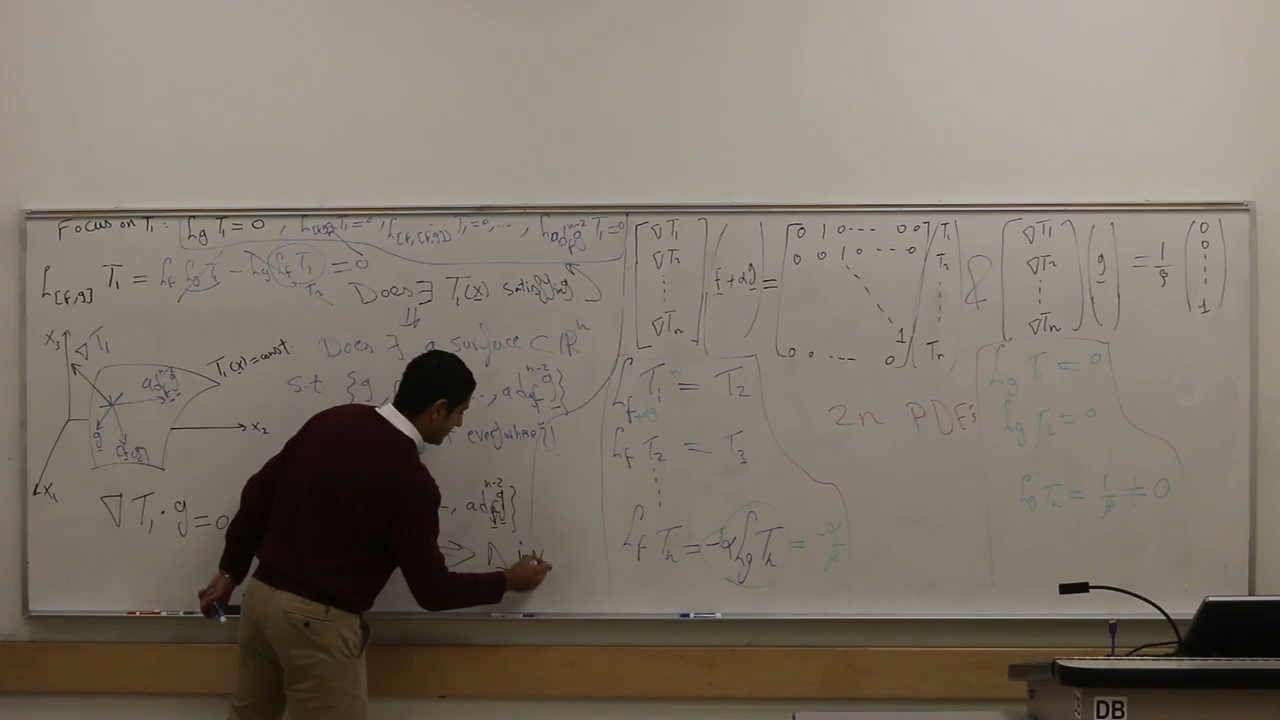 Focus on T₁ : L_g T₁ = 0 , L_[f,g] T₁ = 0 , L_[f,[f,g]] T₁ = 0, ... , L_{ad_f^{n-2} g} T₁ = 0
L_[f,g] T₁ = L_f L_g T₁ - L_g L_f T₁ = 0
T₂
Does ∃ T₁(x) satisfying
⇓
Does ∃ a surface ⊂ ℝⁿ
s.t {g, ..., ad_f^{n-2} g}
everywhere?!
X₃
∇T₁
T₁(x) = const.
ad_f^{n-2} g
g
[f,g]
X₂
X₁
∇T₁ · g = 0
..., ad_f^{n-2} g}
⇒ Δ inv
[∇T₁ ∇T₂ ⋮ ∇Tₙ] (f + αg) = [0 1 0 --- 0 0
0 0 1 0 --- 0
1
0 0 --- 0] [T₁ T₂ ⋮ Tₙ] & [∇T₁ ∇T₂ ⋮ ∇Tₙ] (g) = 1/β (0 0 ⋮ 1)
L_{f+αg} T₁ = T₂
L_f T₂ = T₃
⋮
L_f Tₙ = -α L_g Tₙ = -α/β
2n PDE's
L_g T₁ = 0
L_g T₂ = 0
L_g Tₙ = 1/β ≠ 0
DB